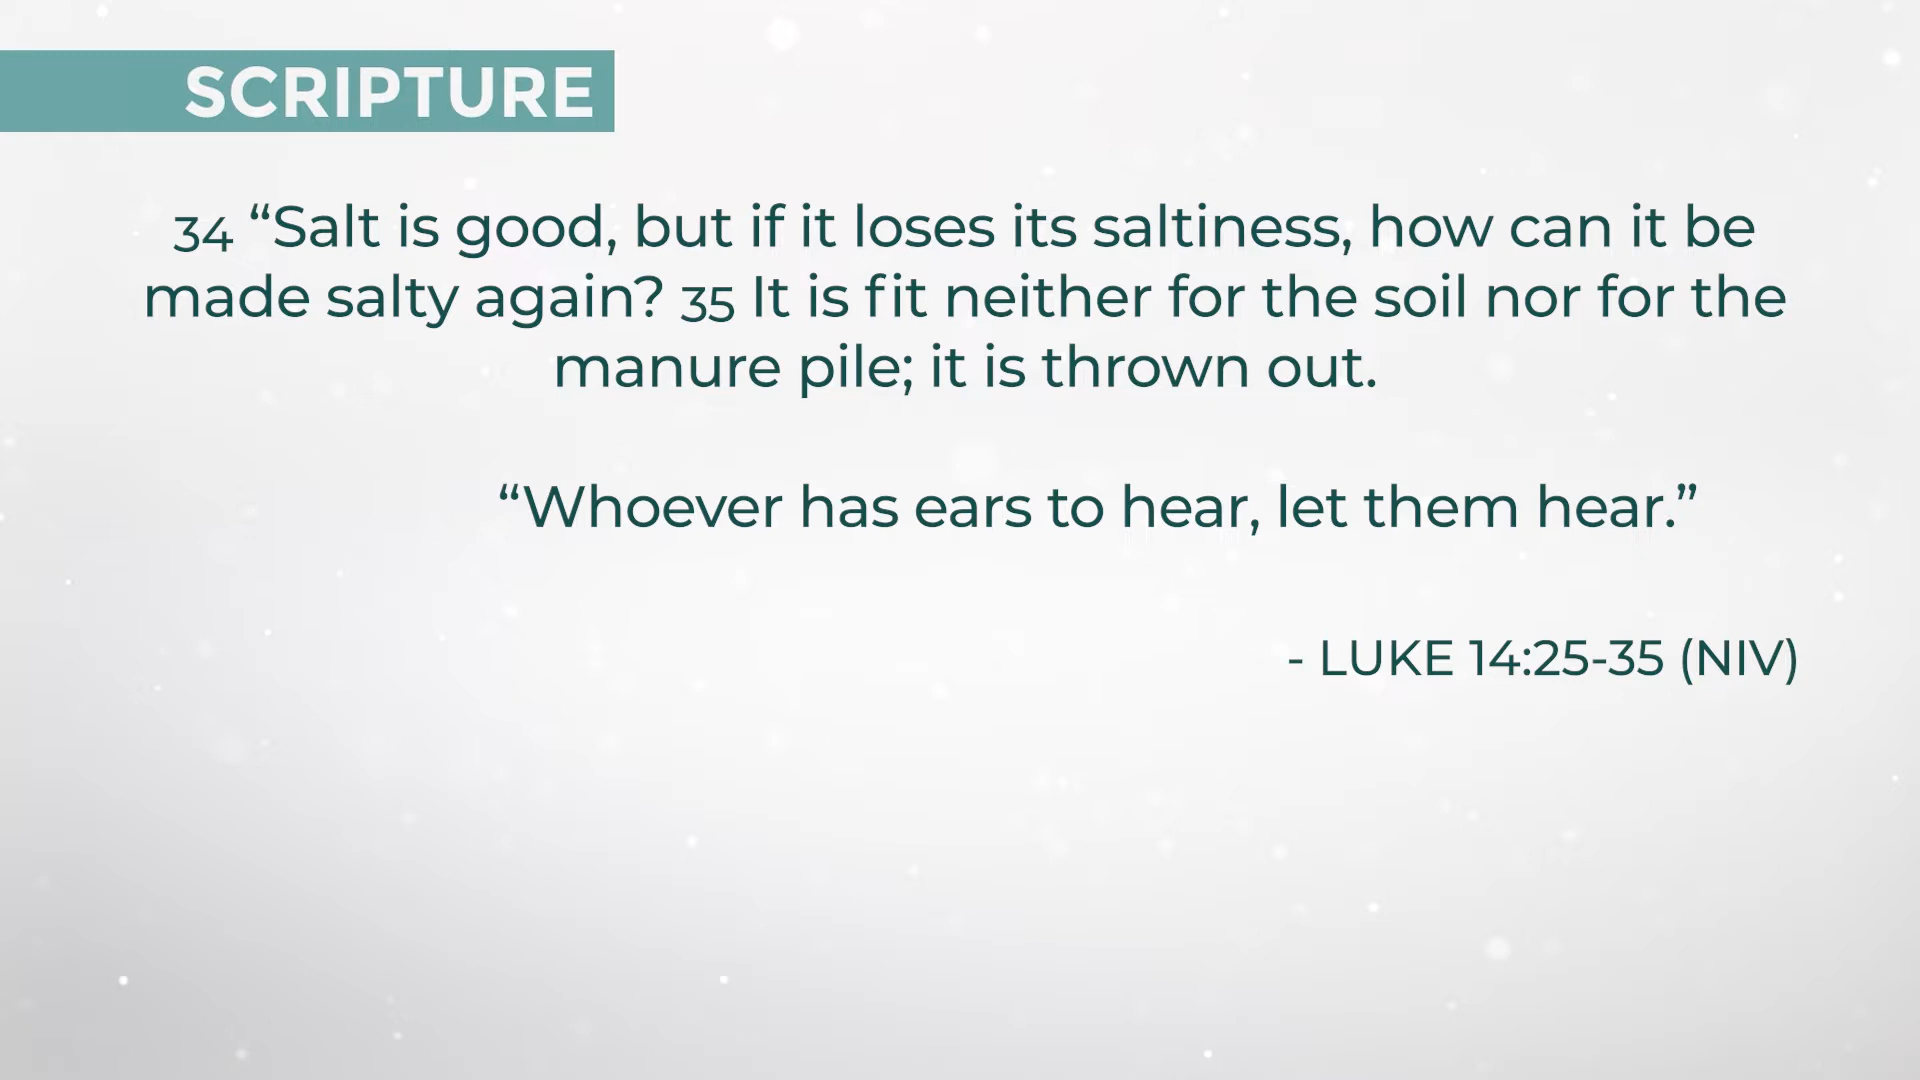 SCRIPTURE
34 “Salt is good, but if it loses its saltiness, how can it be
made salty again? 35 It is fit neither for the soil nor for the
manure pile; it is thrown out.
“Whoever has ears to hear, let them hear.”
- LUKE 14:25-35 (NIV)